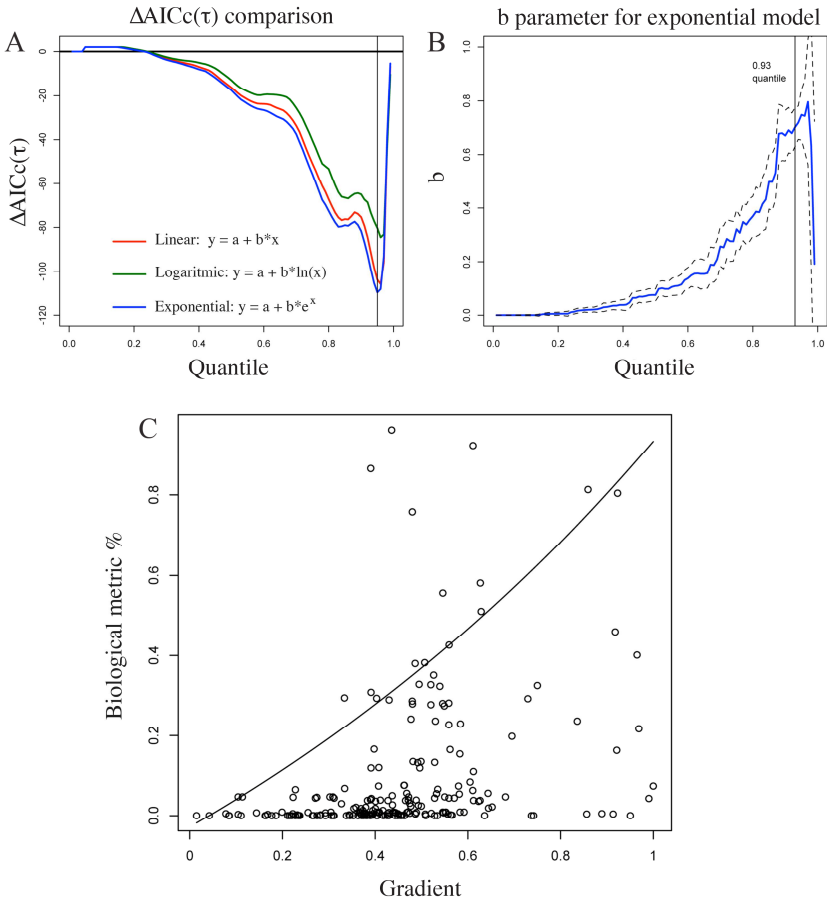 ΔAICc(τ) comparison
A
0
-20
-40
-60
-80
-100
-120
ΔAICc(τ)
Linear: y = a + b*x
Logaritmic: y = a + b*ln(x)
Exponential: y = a + b*e^x
0.0 0.2 0.4 0.6 0.8 1.0
Quantile
b parameter for exponential model
B
0.93
quantile
1.0
0.8
0.6
0.4
0.2
0.0
b
0.0 0.2 0.4 0.6 0.8 1.0
Quantile
C
0.8
0.6
0.4
0.2
0.0
Biological metric %
0 0.2 0.4 0.6 0.8 1
Gradient